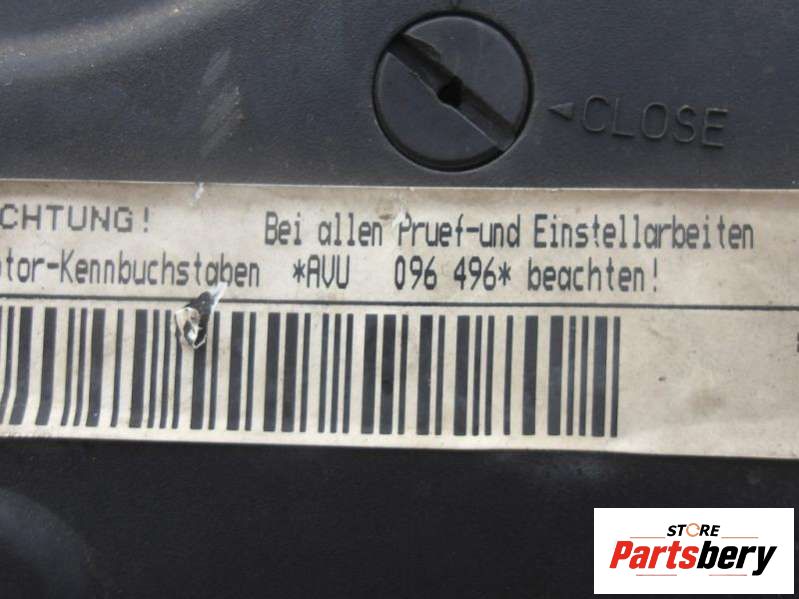 ◁CLOSE
CHTUNG! Bei allen Pruef-und Einstellarbeiten
tor-Kennbuchstaben *AVU 096 496* beachten!
STORE
Partsbery